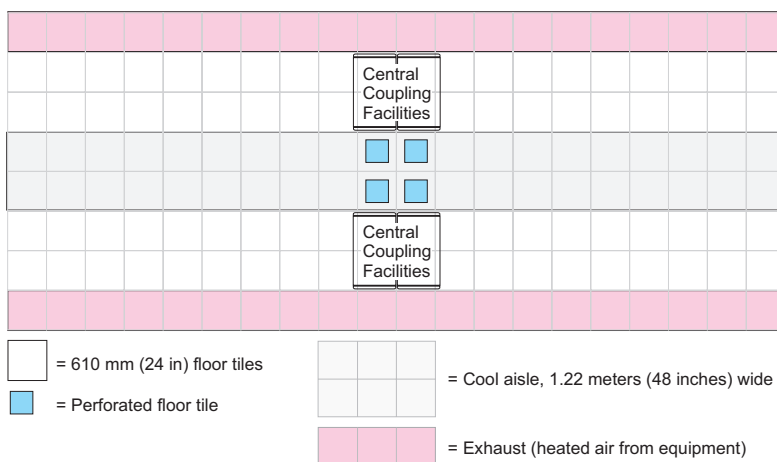 Central
Coupling
Facilities
Central
Coupling
Facilities
= 610 mm (24 in) floor tiles
= Perforated floor tile
= Cool aisle, 1.22 meters (48 inches) wide
= Exhaust (heated air from equipment)